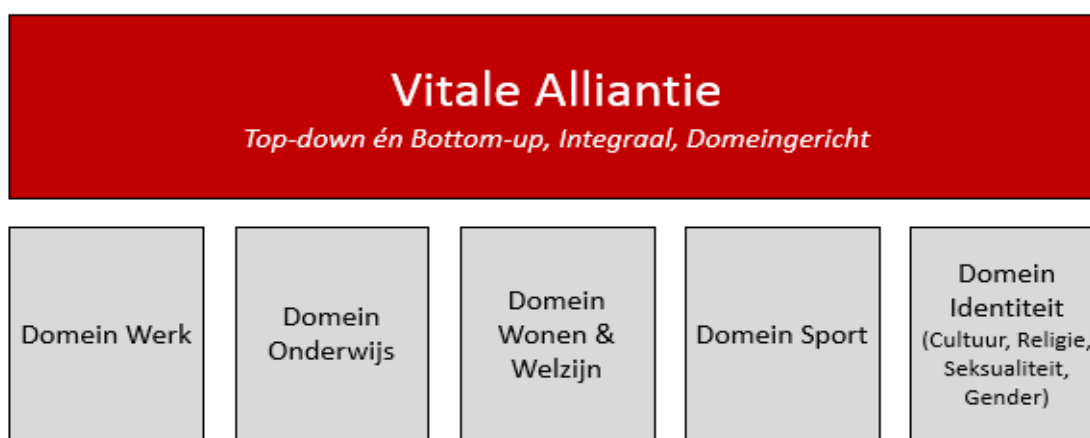 Vitale Alliantie
Top-down én Bottom-up, Integraal, Domeingericht
Domein Werk
Domein
Onderwijs
Domein
Wonen &
Welzijn
Domein Sport
Domein
Identiteit
(Cultuur, Religie,
Seksualiteit,
Gender)